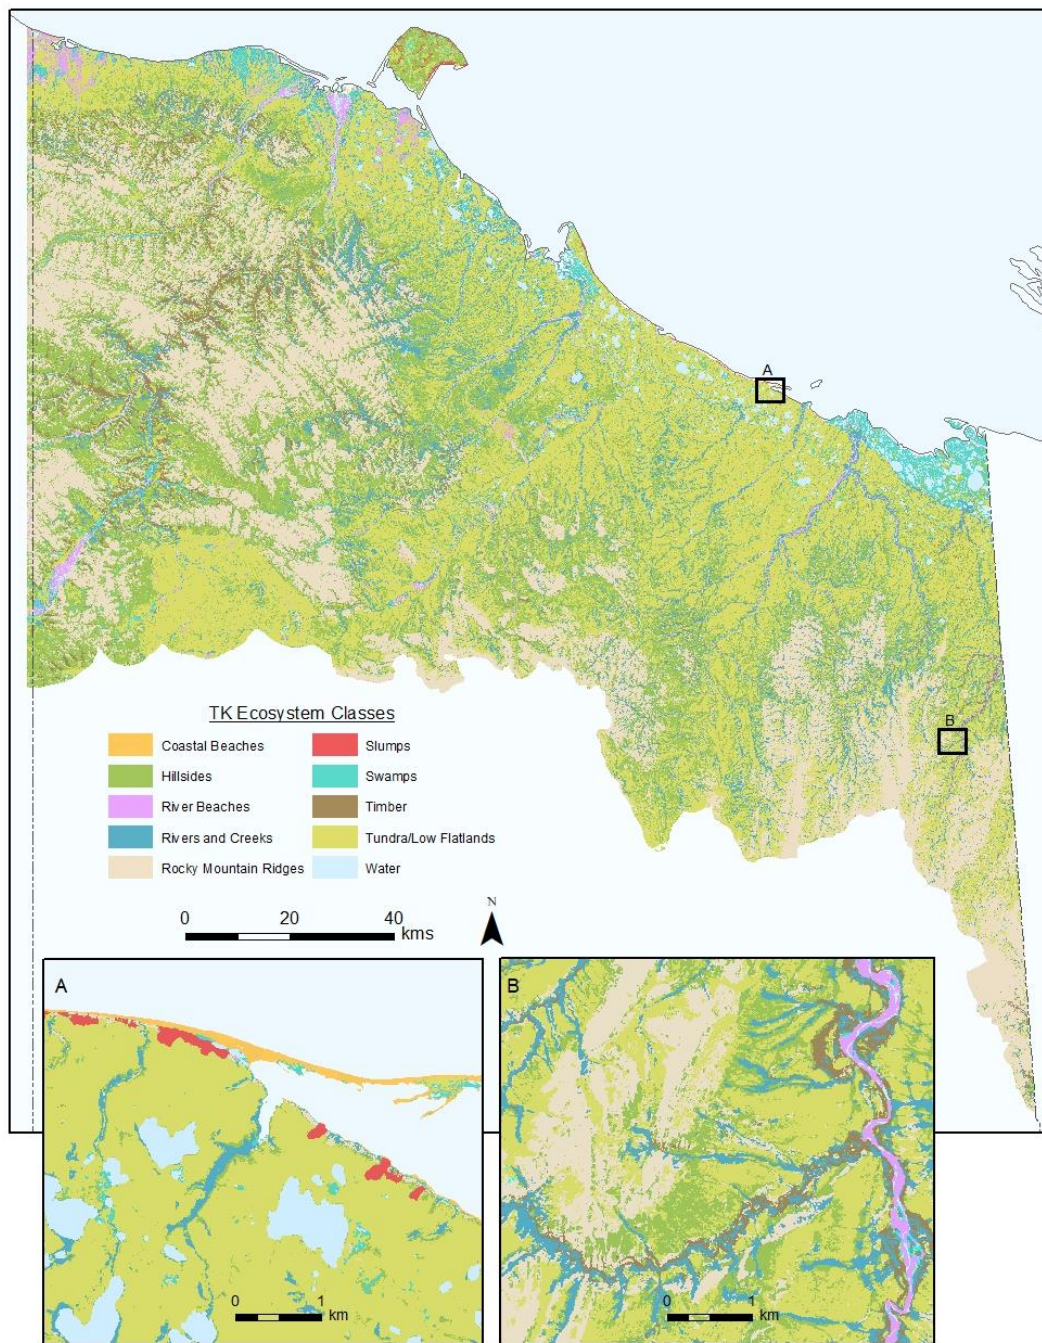 A
B
TK Ecosystem Classes
Coastal Beaches
Slumps
Hillsides
Swamps
River Beaches
Timber
Rivers and Creeks
Tundra/Low Flatlands
Rocky Mountain Ridges
Water
N
0 20 40
kms
A
B
0 1
km
0 1
km